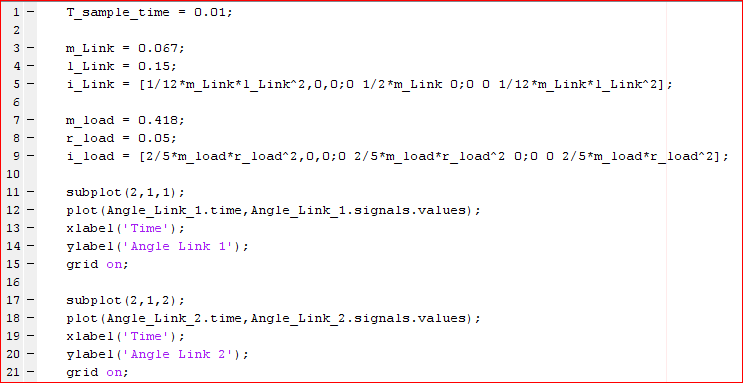 1 - T_sample_time = 0.01;
2
3 - m_Link = 0.067;
4 - l_Link = 0.15;
5 - i_Link = [1/12*m_Link*l_Link^2,0,0;0 1/2*m_Link 0;0 0 1/12*m_Link*l_Link^2];
6
7 - m_load = 0.418;
8 - r_load = 0.05;
9 - i_load = [2/5*m_load*r_load^2,0,0;0 2/5*m_load*r_load^2 0;0 0 2/5*m_load*r_load^2];
10
11 - subplot(2,1,1);
12 - plot(Angle_Link_1.time,Angle_Link_1.signals.values);
13 - xlabel('Time');
14 - ylabel('Angle Link 1');
15 - grid on;
16
17 - subplot(2,1,2);
18 - plot(Angle_Link_2.time,Angle_Link_2.signals.values);
19 - xlabel('Time');
20 - ylabel('Angle Link 2');
21 - grid on;